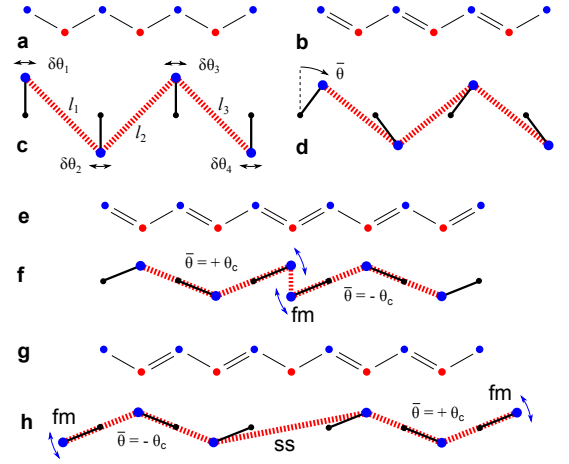 a
b
δθ₁
δθ₃
θ̄
l₁
l₂
l₃
c
δθ₂
δθ₄
d
e
θ̄ = + θc
f
fm
θ̄ = - θc
g
fm
fm
θ̄ = + θc
h
θ̄ = - θc
ss